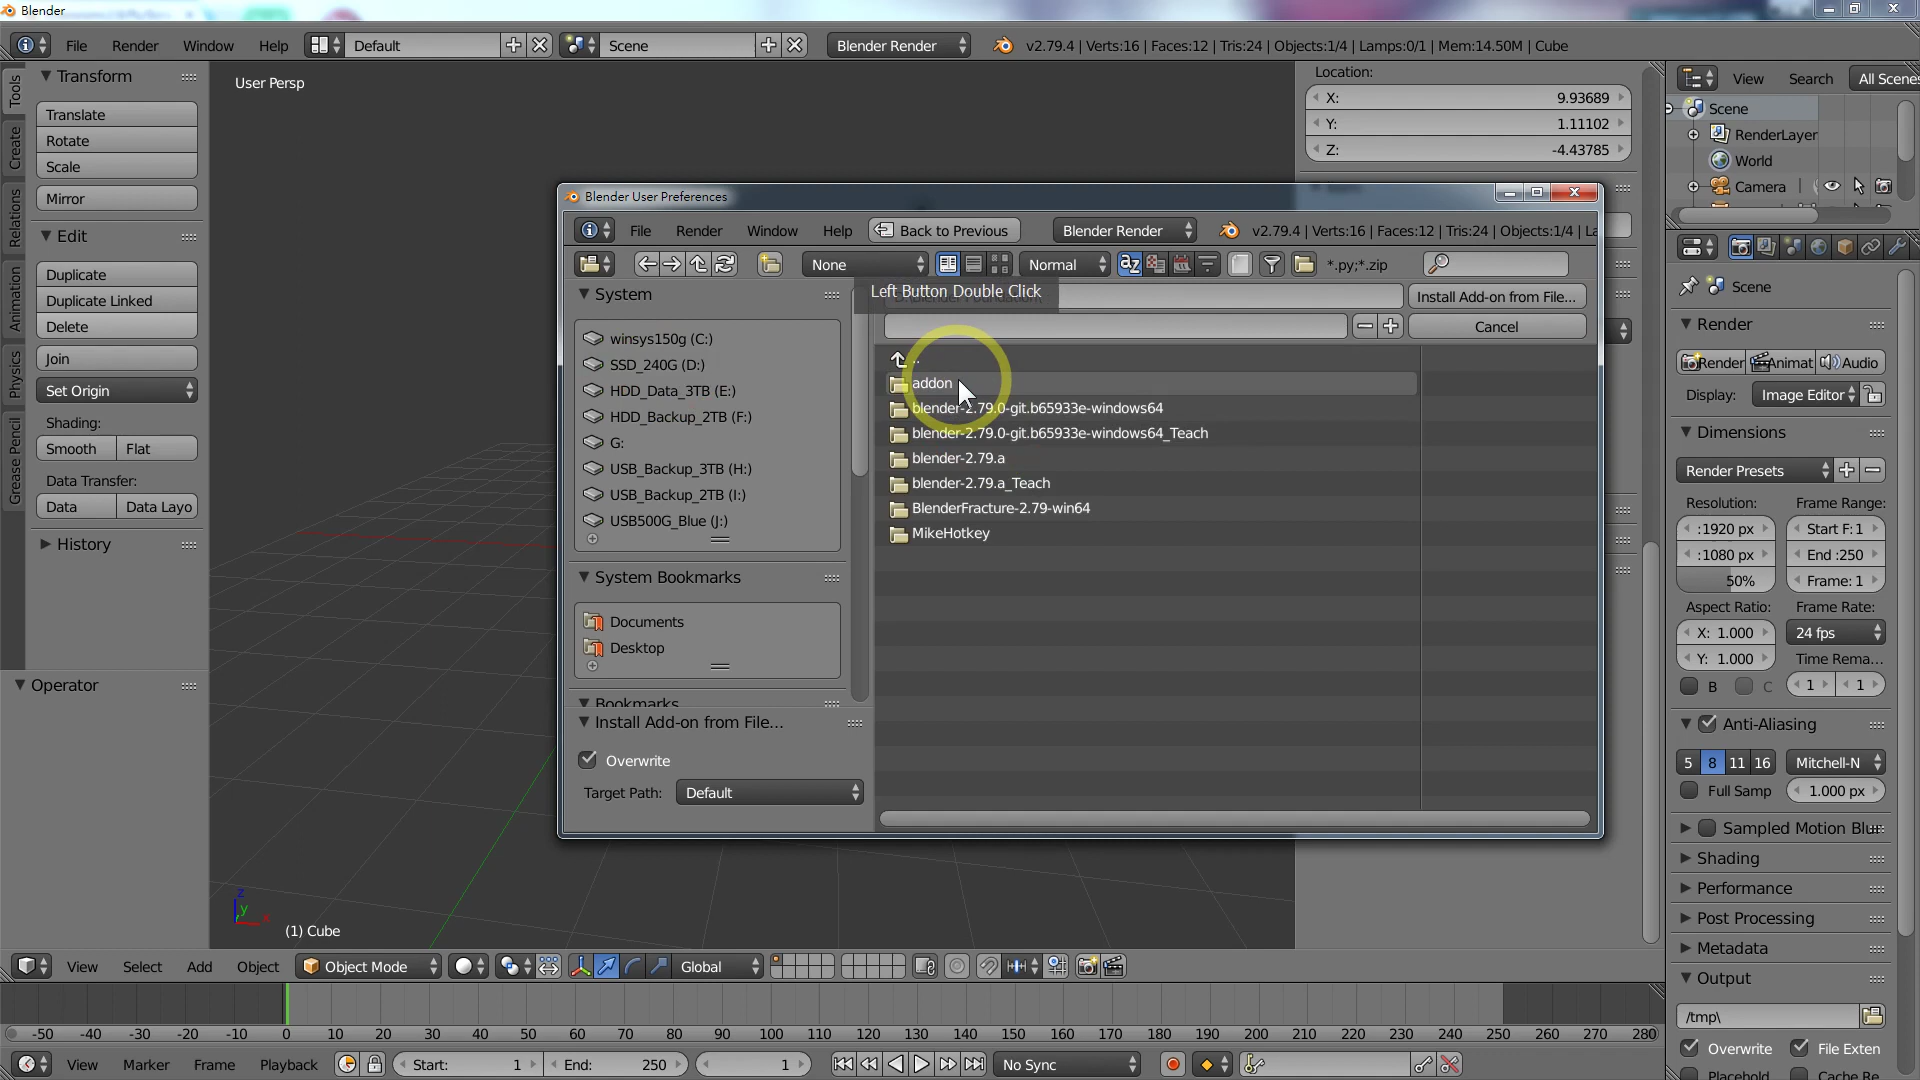 Blender
File Render Window Help Default Scene Blender Render v2.79.4 | Verts:16 | Faces:12 | Tris:24 | Objects:1/4 | Lamps:0/1 | Mem:14.50M | Cube
Tools
Create
Relations
Animation
Physics
Grease Pencil
Transform
Translate
Rotate
Scale
Mirror
Edit
Duplicate
Duplicate Linked
Delete
Join
Set Origin
Shading:
Smooth Flat
Data Transfer:
Data Data Layo
History
Operator
User Persp
(1) Cube
z
y
x
Location:
X: 9.93689
Y: 1.11102
Z: -4.43785
Blender User Preferences
File Render Window Help Back to Previous Blender Render v2.79.4 | Verts:16 | Faces:12 | Tris:24 | Objects:1/4 | La
None Normal *.py;*.zip
System
winsys150g (C:)
SSD_240G (D:)
HDD_Data_3TB (E:)
HDD_Backup_2TB (F:)
G:
USB_Backup_3TB (H:)
USB_Backup_2TB (I:)
USB500G_Blue (J:)
System Bookmarks
Documents
Desktop
Bookmarks
Install Add-on from File...
Overwrite
Target Path: Default
Left Button Double Click
Install Add-on from File...
Cancel
..
addon
blender-2.79.0-git.b65933e-windows64
blender-2.79.0-git.b65933e-windows64_Teach
blender-2.79.a
blender-2.79.a_Teach
BlenderFracture-2.79-win64
MikeHotkey
View Search All Scenes
Scene
RenderLayer
World
Camera
Scene
Render
Render Animat Audio
Display: Image Editor
Dimensions
Render Presets
Resolution: Frame Range:
:1920 px Start F: 1
:1080 px End :250
50% Frame: 1
Aspect Ratio: Frame Rate:
X: 1.000 24 fps
Y: 1.000 Time Rema...
B C 1 1
Anti-Aliasing
5 8 11 16 Mitchell-N
Full Samp 1.000 px
Sampled Motion Blur
Shading
Performance
Post Processing
Metadata
Output
/tmp\
Overwrite File Exten
Placehold Cache Re
View Select Add Object Object Mode Global
-50 -40 -30 -20 -10 0 10 20 30 40 50 60 70 80 90 100 110 120 130 140 150 160 170 180 190 200 210 220 230 240 250 260 270 280
View Marker Frame Playback Start: 1 End: 250 1 No Sync